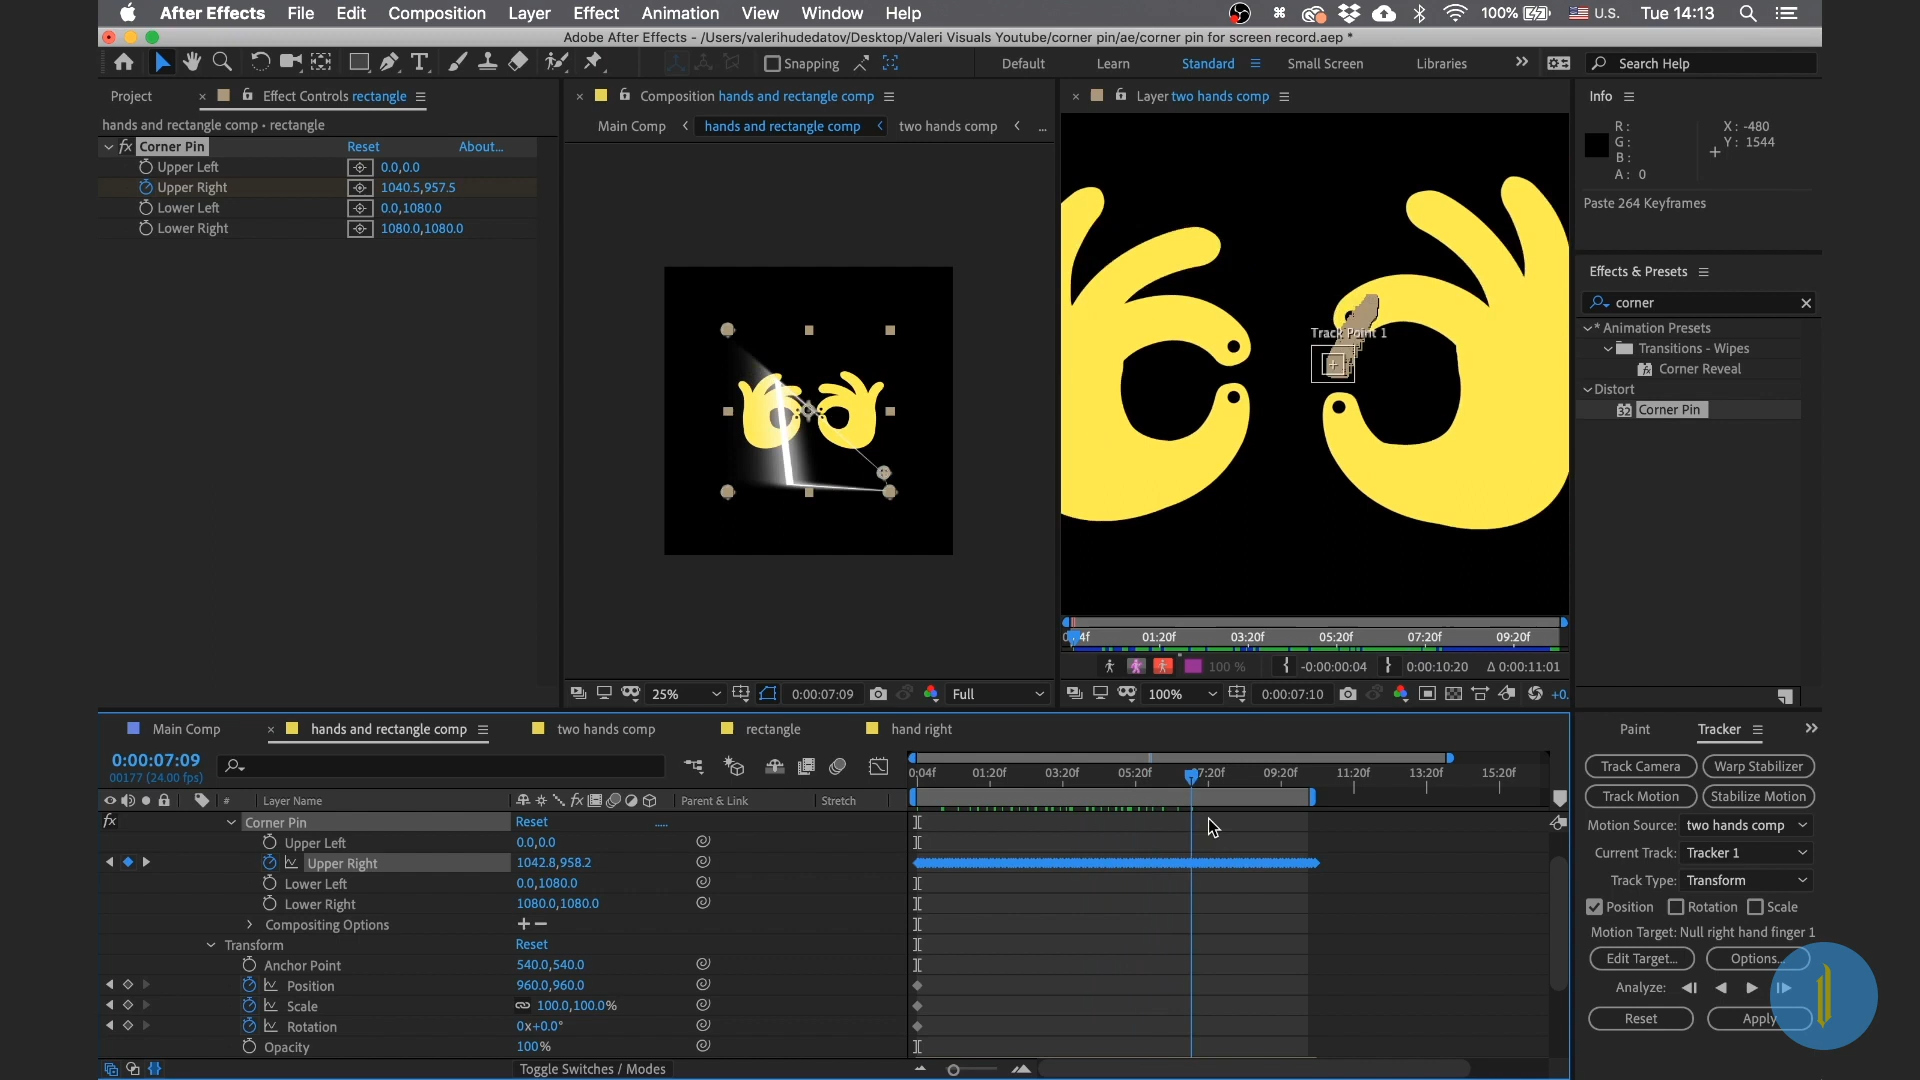 After Effects File Edit Composition Layer Effect Animation View Window Help 100% U.S. Tue 14:13
Adobe After Effects - /Users/valerihudedatov/Desktop/Valeri Visuals Youtube/corner pin/ae/corner pin for screen record.aep *
Snapping Default Learn Standard Small Screen Libraries Search Help
Project Effect Controls rectangle
hands and rectangle comp • rectangle
fx Corner Pin Reset About...
Upper Left 0.0,0.0
Upper Right 1040.5,957.5
Lower Left 0.0,1080.0
Lower Right 1080.0,1080.0
Composition hands and rectangle comp
Main Comp hands and rectangle comp two hands comp ...
25% 0:00:07:09 Full
Layer two hands comp
Track Point 1
01:20f 03:20f 05:20f 07:20f 09:20f
100 % -0:00:00:04 0:00:10:20 Δ 0:00:11:01
100% 0:00:07:10 +0.
Info
R: X: -480
G: Y: 1544
B:
A: 0
Paste 264 Keyframes
Effects & Presets
corner
* Animation Presets
Transitions - Wipes
Corner Reveal
Distort
Corner Pin
Main Comp hands and rectangle comp two hands comp rectangle hand right
0:00:07:09
00177 (24.00 fps)
0:04f 01:20f 03:20f 05:20f 07:20f 09:20f 11:20f 13:20f 15:20f
# Layer Name Parent & Link Stretch
fx Corner Pin Reset .....
Upper Left 0.0,0.0
Upper Right 1042.8,958.2
Lower Left 0.0,1080.0
Lower Right 1080.0,1080.0
Compositing Options
Transform Reset
Anchor Point 540.0,540.0
Position 960.0,960.0
Scale 100.0,100.0%
Rotation 0x+0.0°
Opacity 100%
Toggle Switches / Modes
Paint Tracker
Track Camera Warp Stabilizer
Track Motion Stabilize Motion
Motion Source: two hands comp
Current Track: Tracker 1
Track Type: Transform
Position Rotation Scale
Motion Target: Null right hand finger 1
Edit Target... Options...
Analyze:
Reset Apply